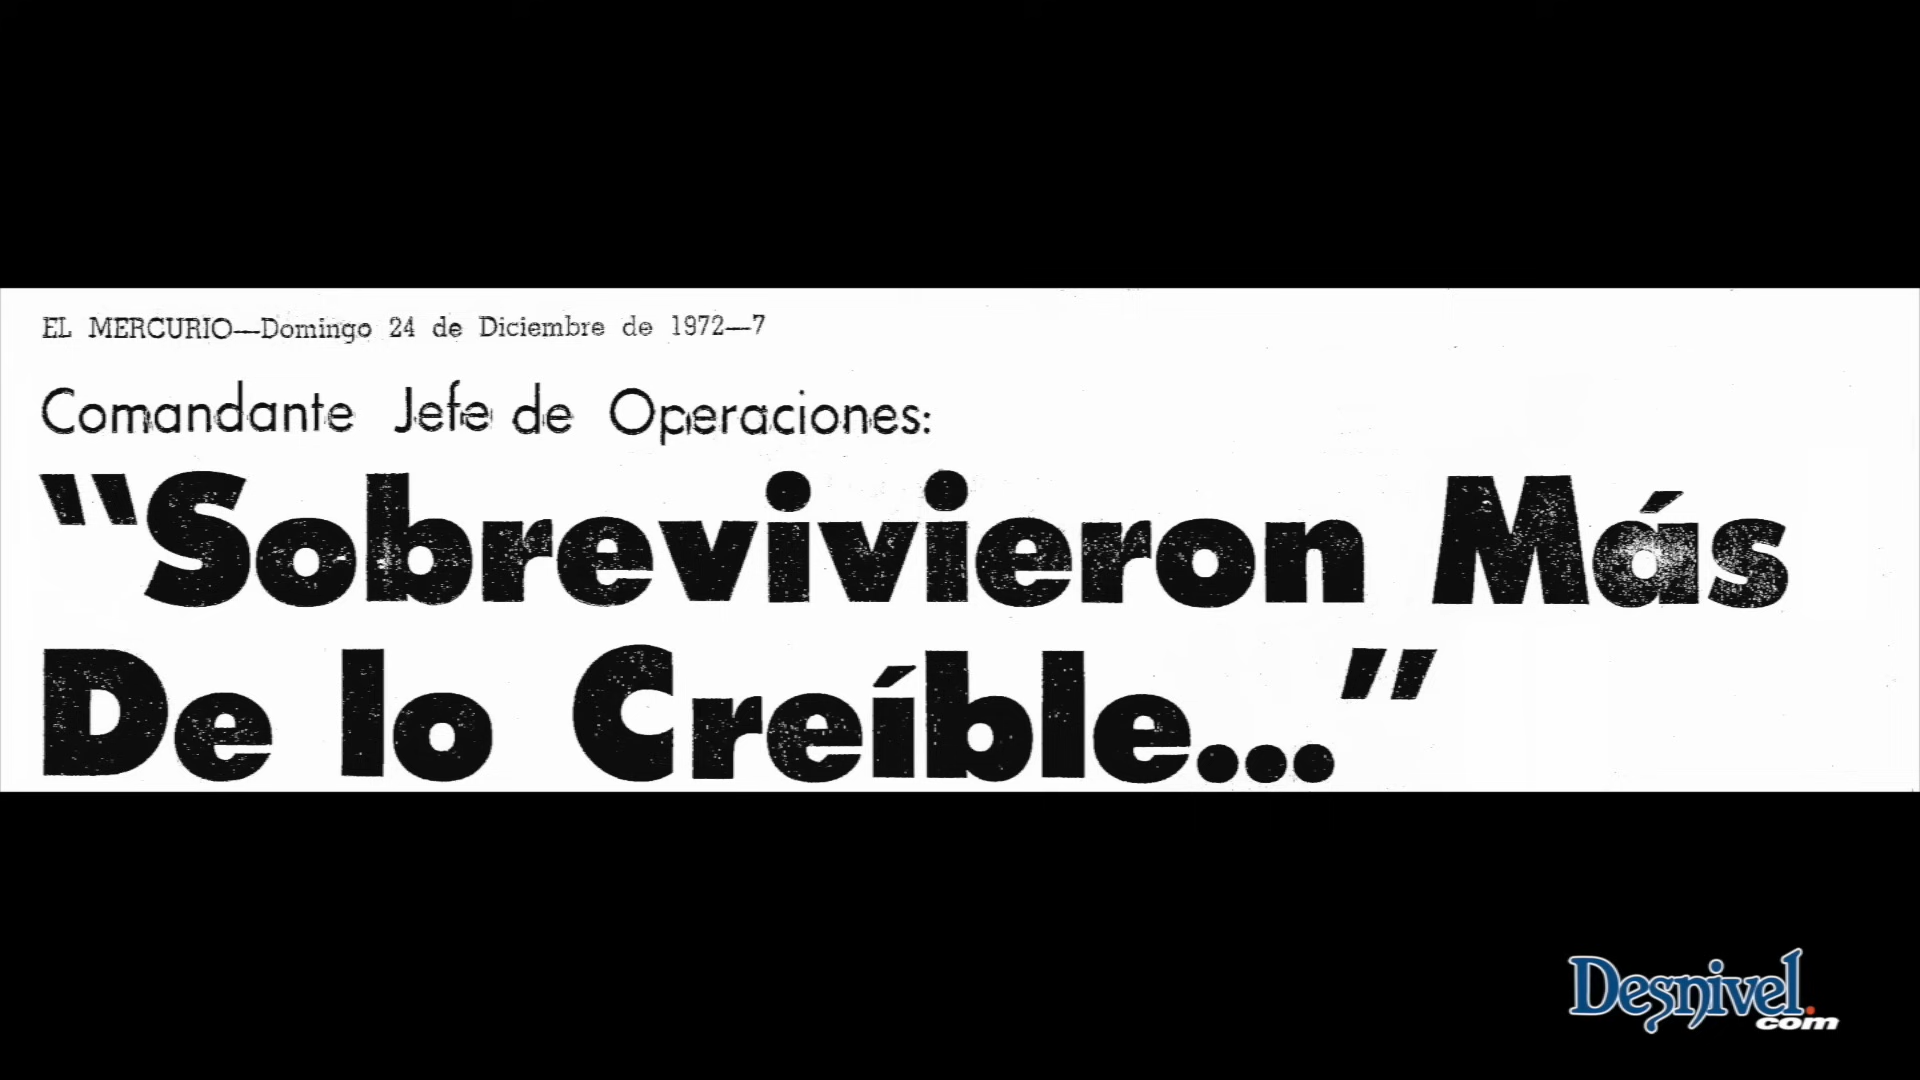 EL MERCURIO—Domingo 24 de Diciembre de 1972—7
Comandante Jefe de Operaciones:
"Sobrevivieron Más
De lo Creíble..."
Desnivel.
com